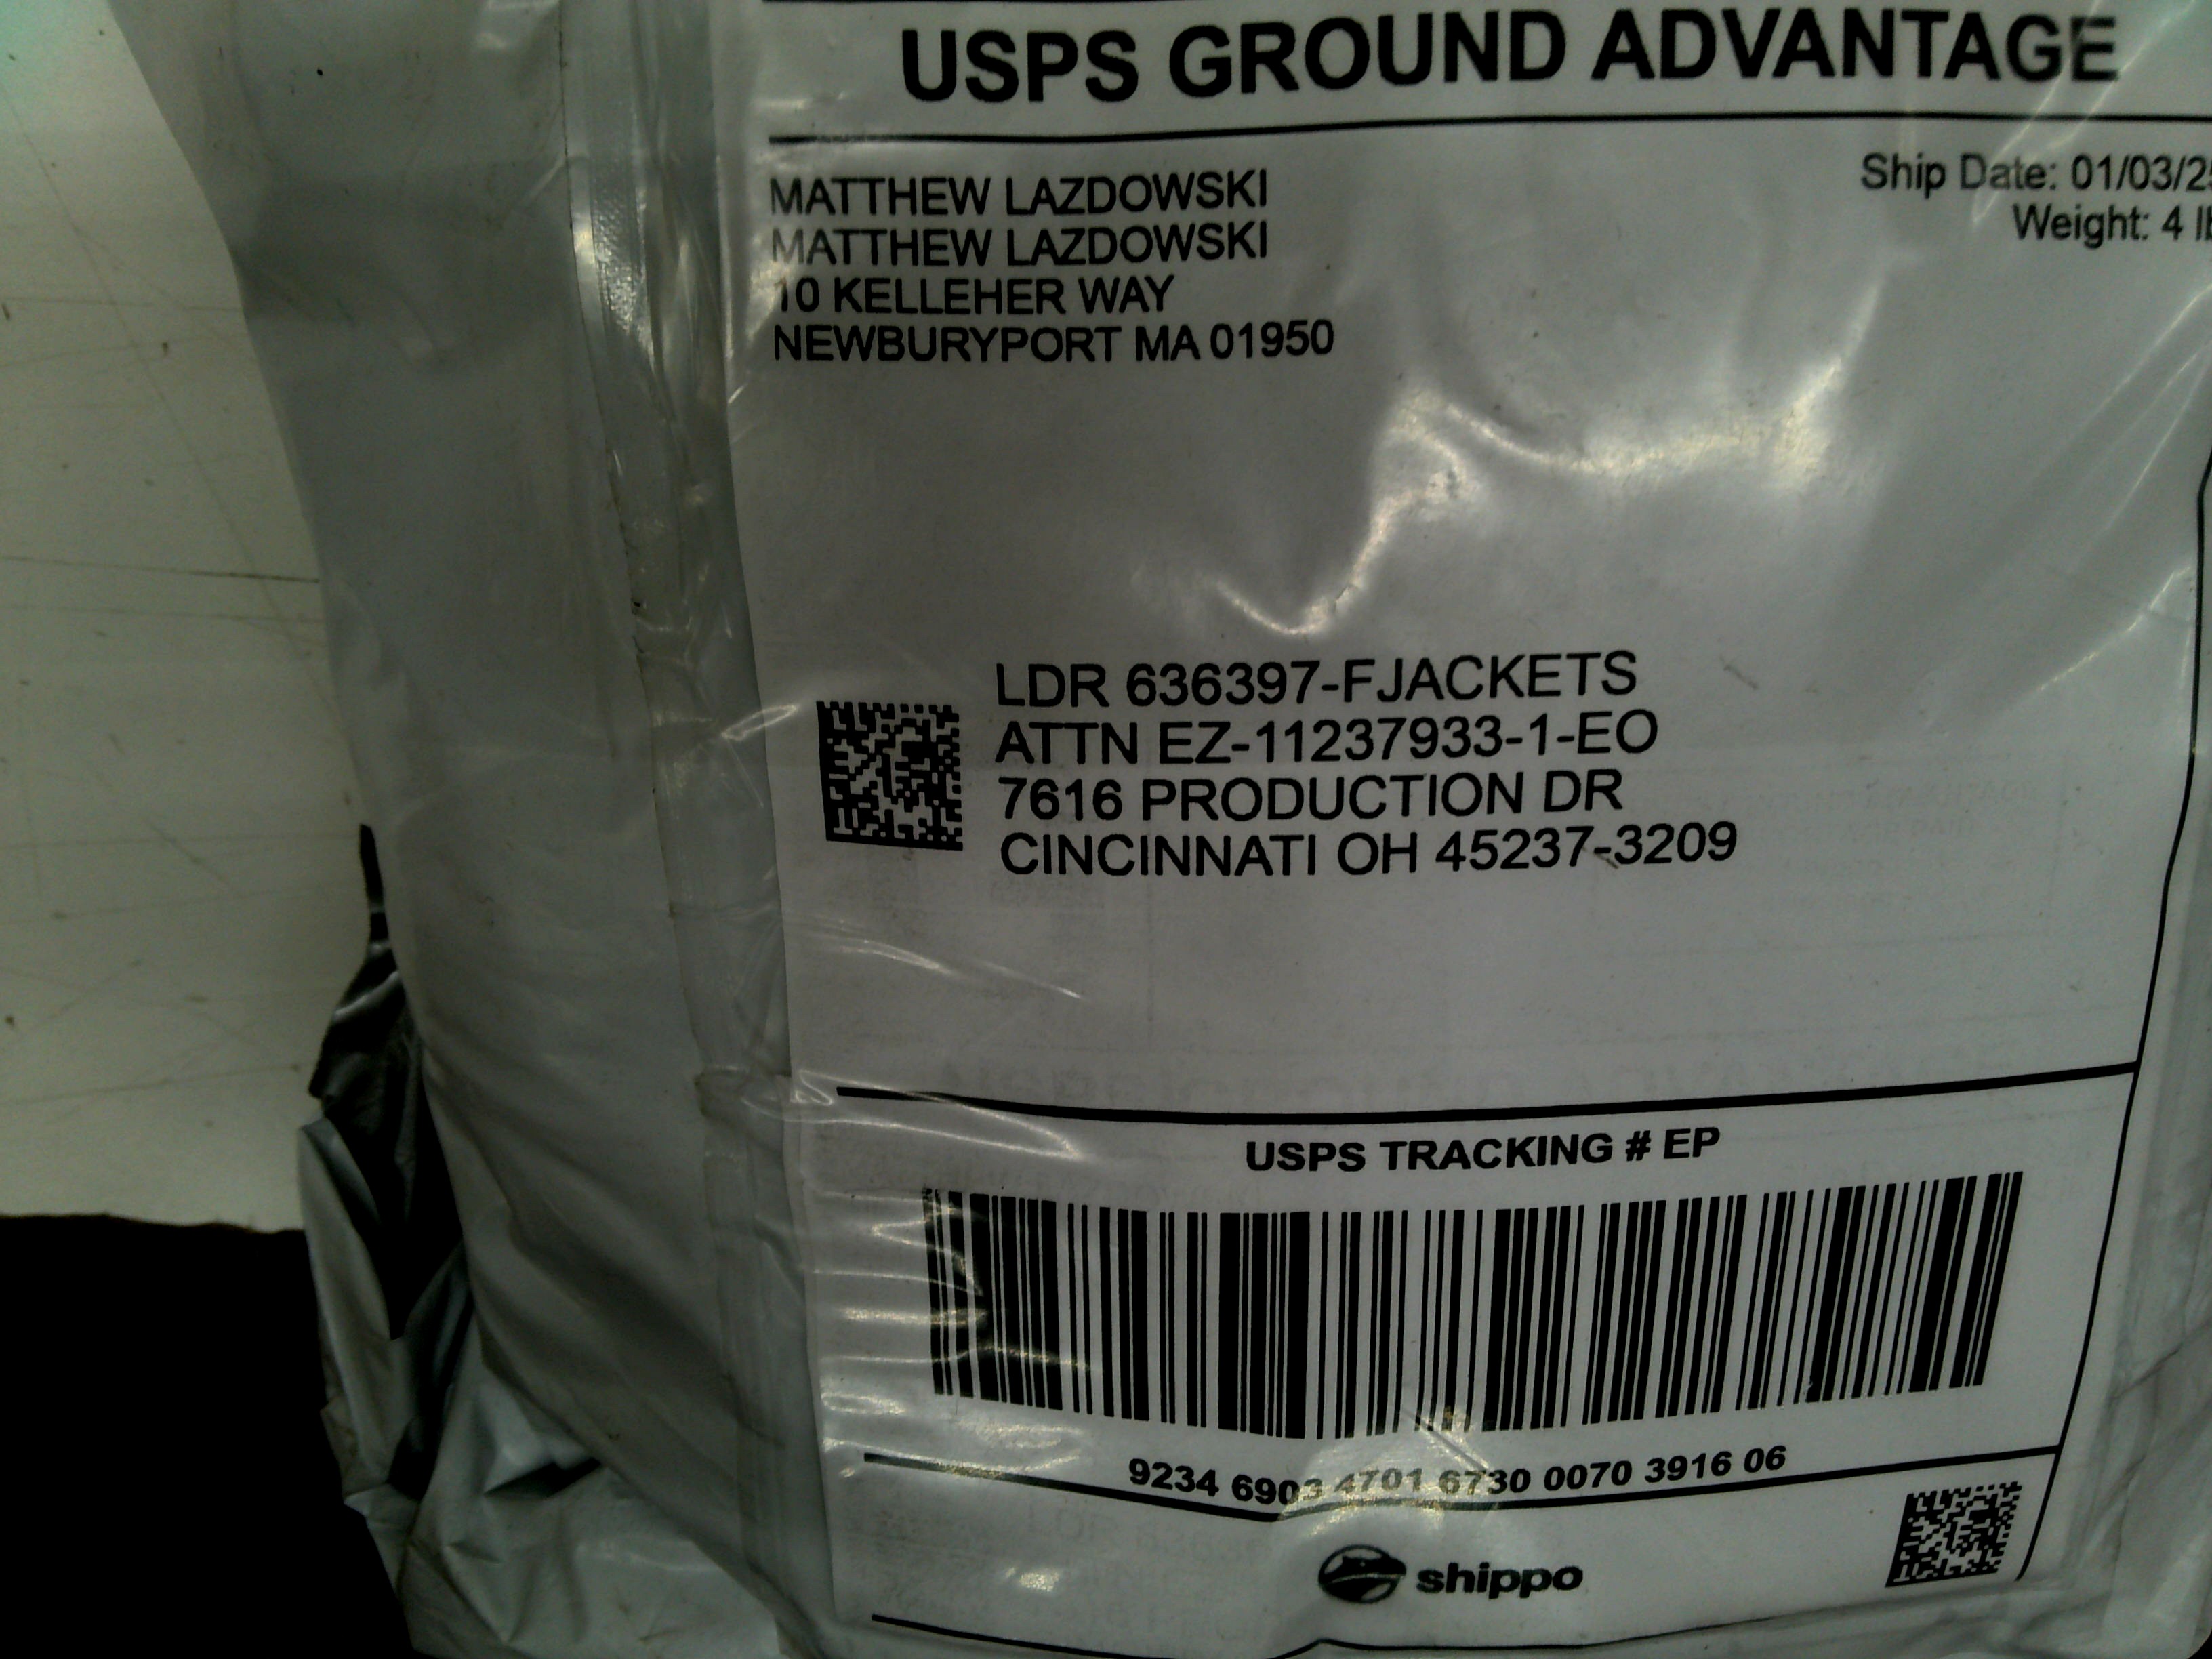 USPS GROUND ADVANTAGE
Ship Date: 01/03/2
Weight: 4 lb
MATTHEW LAZDOWSKI
MATTHEW LAZDOWSKI
10 KELLEHER WAY
NEWBURYPORT MA 01950
LDR 636397-FJACKETS
ATTN EZ-11237933-1-EO
7616 PRODUCTION DR
CINCINNATI OH 45237-3209
USPS TRACKING # EP
9234 6903 4701 6730 0070 3916 06
shippo